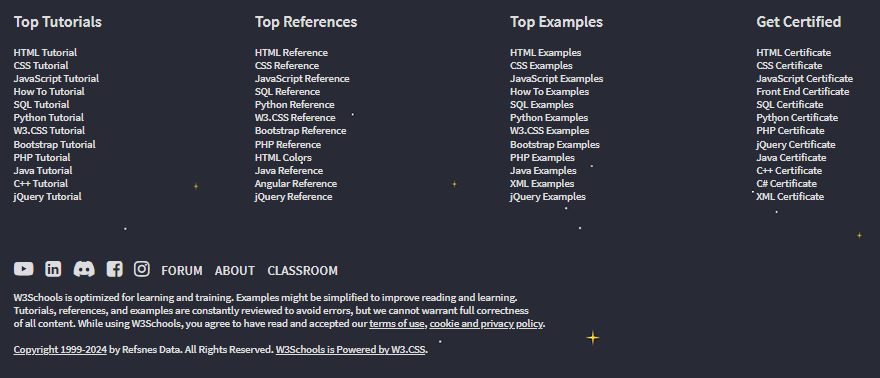 Top Tutorials
HTML Tutorial
CSS Tutorial
JavaScript Tutorial
How To Tutorial
SQL Tutorial
Python Tutorial
W3.CSS Tutorial
Bootstrap Tutorial
PHP Tutorial
Java Tutorial
C++ Tutorial
jQuery Tutorial
Top References
HTML Reference
CSS Reference
JavaScript Reference
SQL Reference
Python Reference
W3.CSS Reference
Bootstrap Reference
PHP Reference
HTML Colors
Java Reference
Angular Reference
jQuery Reference
Top Examples
HTML Examples
CSS Examples
JavaScript Examples
How To Examples
SQL Examples
Python Examples
W3.CSS Examples
Bootstrap Examples
PHP Examples
Java Examples
XML Examples
jQuery Examples
Get Certified
HTML Certificate
CSS Certificate
JavaScript Certificate
Front End Certificate
SQL Certificate
Python Certificate
PHP Certificate
jQuery Certificate
Java Certificate
C++ Certificate
C# Certificate
XML Certificate
FORUM ABOUT CLASSROOM
W3Schools is optimized for learning and training. Examples might be simplified to improve reading and learning.
Tutorials, references, and examples are constantly reviewed to avoid errors, but we cannot warrant full correctness
of all content. While using W3Schools, you agree to have read and accepted our terms of use, cookie and privacy policy.
Copyright 1999-2024 by Refsnes Data. All Rights Reserved. W3Schools is Powered by W3.CSS.